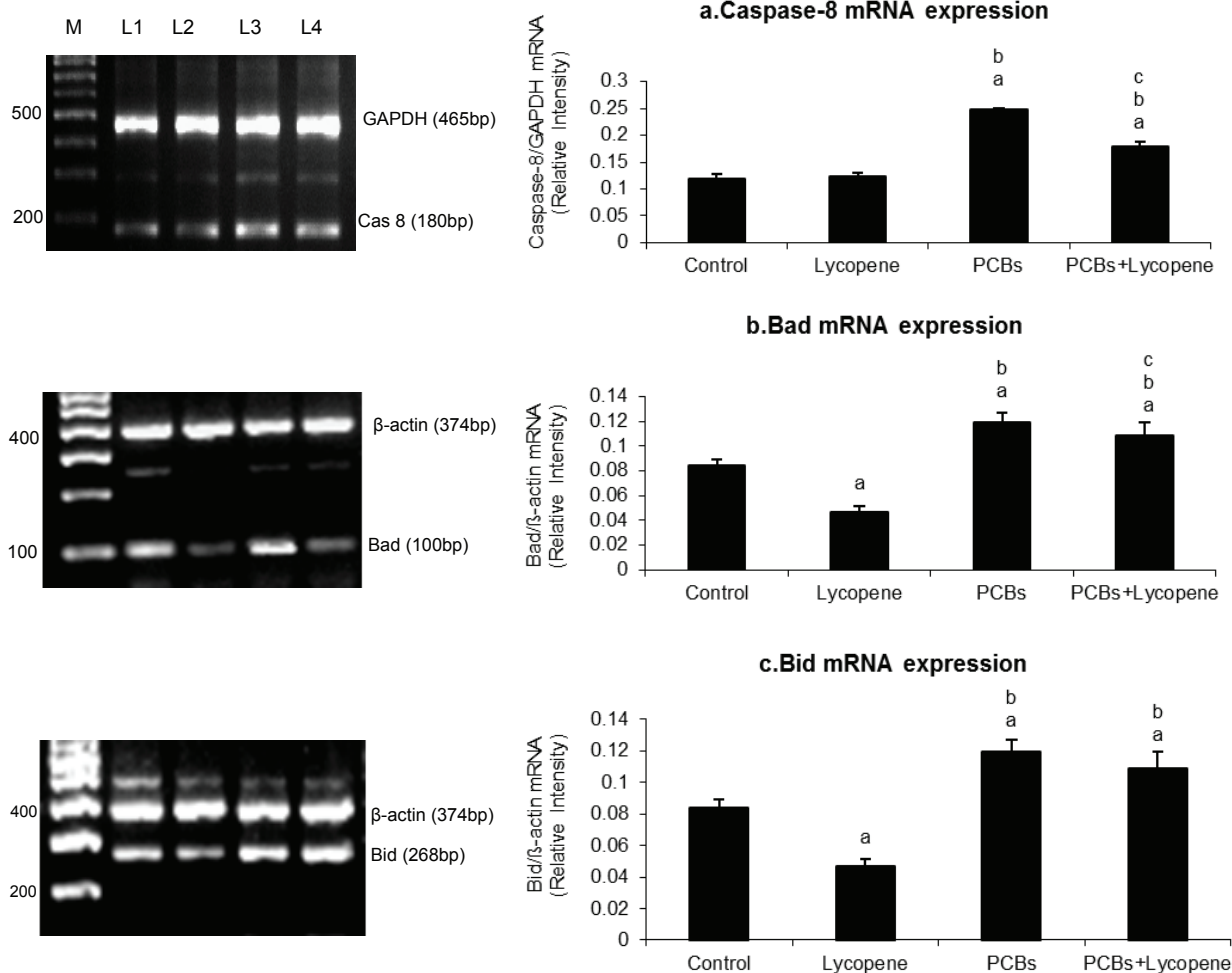 M L1 L2 L3 L4
500
GAPDH (465bp)
200
Cas 8 (180bp)
a.Caspase-8 mRNA expression
Caspase-8/GAPDH mRNA
(Relative Intensity)
0.3
0.25
0.2
0.15
0.1
0.05
0
b
a
c
b
a
Control Lycopene PCBs PCBs+Lycopene
400
β-actin (374bp)
100
Bad (100bp)
b.Bad mRNA expression
Bad/ß-actin mRNA
(Relative Intensity)
0.14
0.12
0.1
0.08
0.06
0.04
0.02
0
a
b
a
c
b
a
Control Lycopene PCBs PCBs+Lycopene
400
β-actin (374bp)
Bid (268bp)
200
c.Bid mRNA expression
Bid/ß-actin mRNA
(Relative Intensity)
0.14
0.12
0.1
0.08
0.06
0.04
0.02
0
a
b
a
b
a
Control Lycopene PCBs PCBs+Lycopene